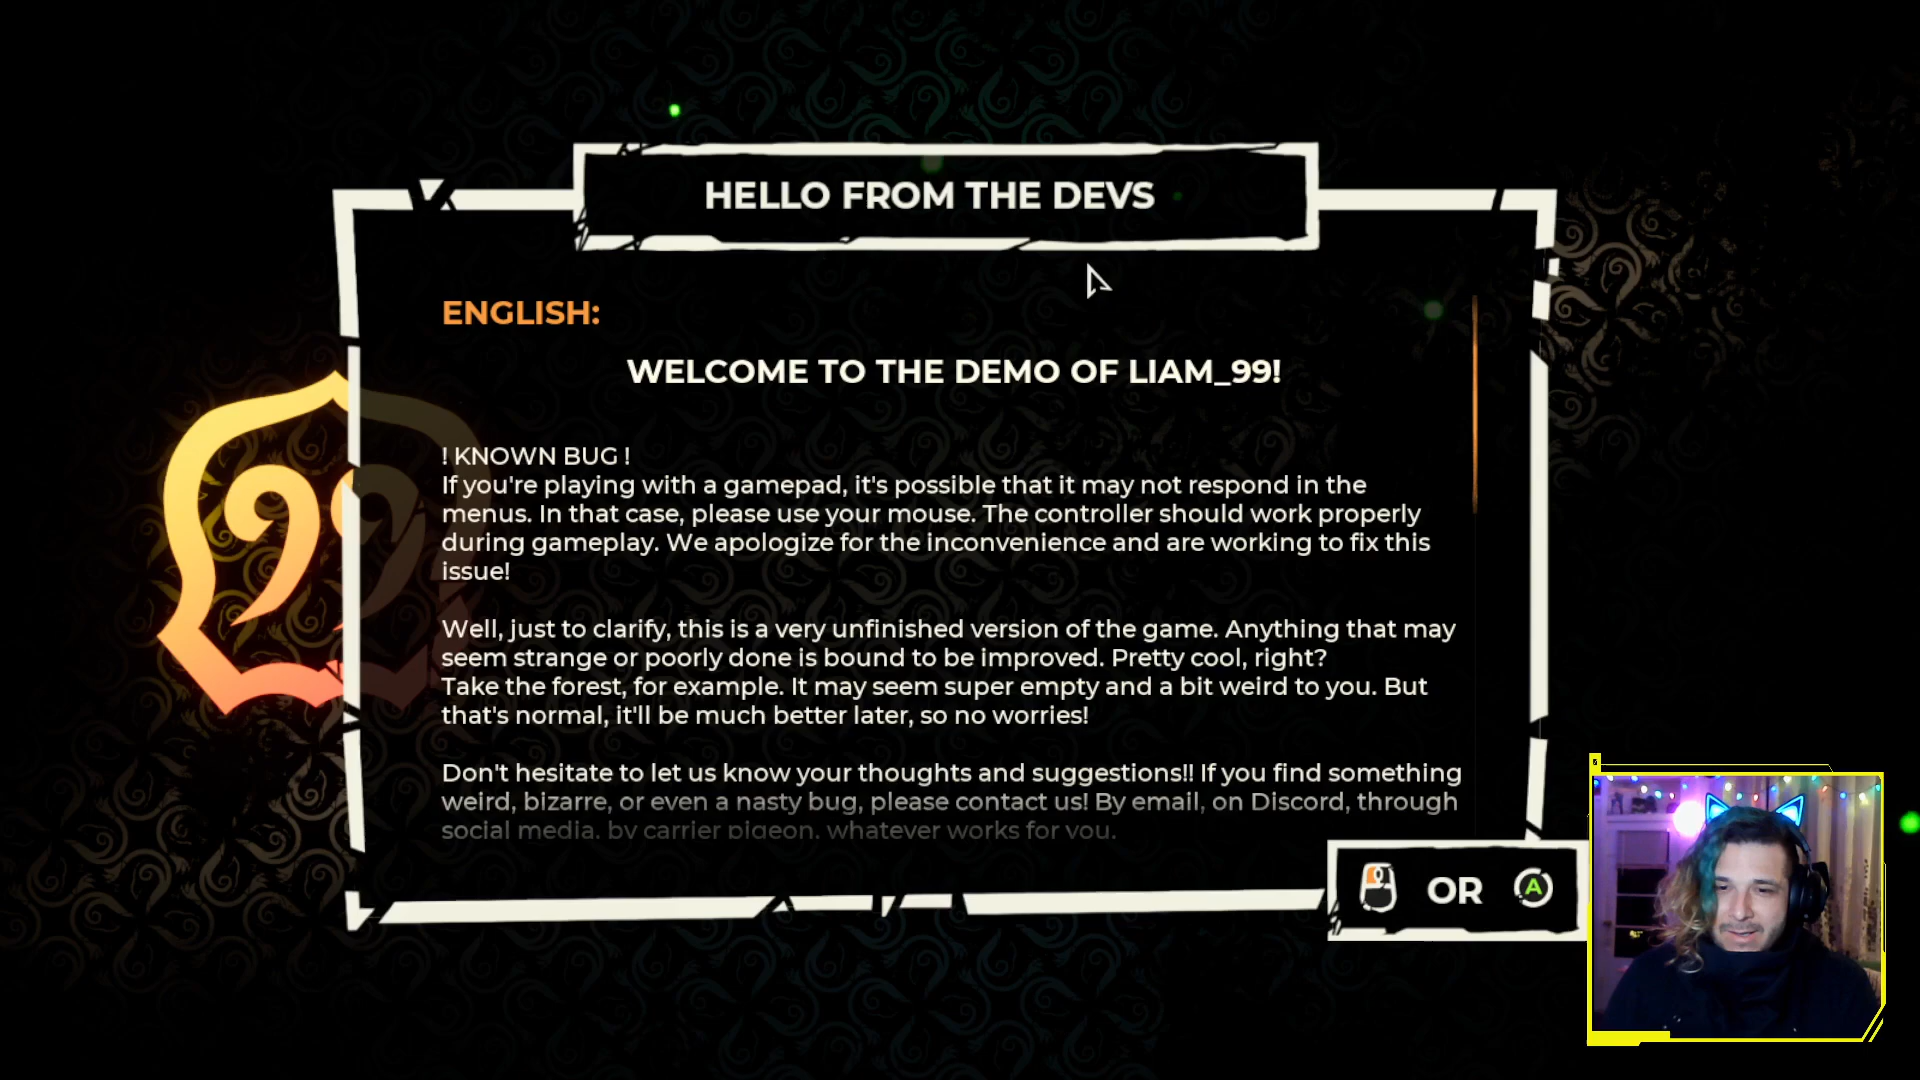 HELLO FROM THE DEVS
ENGLISH:
WELCOME TO THE DEMO OF LIAM_99!
! KNOWN BUG !
If you're playing with a gamepad, it's possible that it may not respond in the
menus. In that case, please use your mouse. The controller should work properly
during gameplay. We apologize for the inconvenience and are working to fix this
issue!
Well, just to clarify, this is a very unfinished version of the game. Anything that may
seem strange or poorly done is bound to be improved. Pretty cool, right?
Take the forest, for example. It may seem super empty and a bit weird to you. But
that's normal, it'll be much better later, so no worries!
Don't hesitate to let us know your thoughts and suggestions!! If you find something
weird, bizarre, or even a nasty bug, please contact us! By email, on Discord, through
social media, by carrier pigeon, whatever works for you.
99
OR A